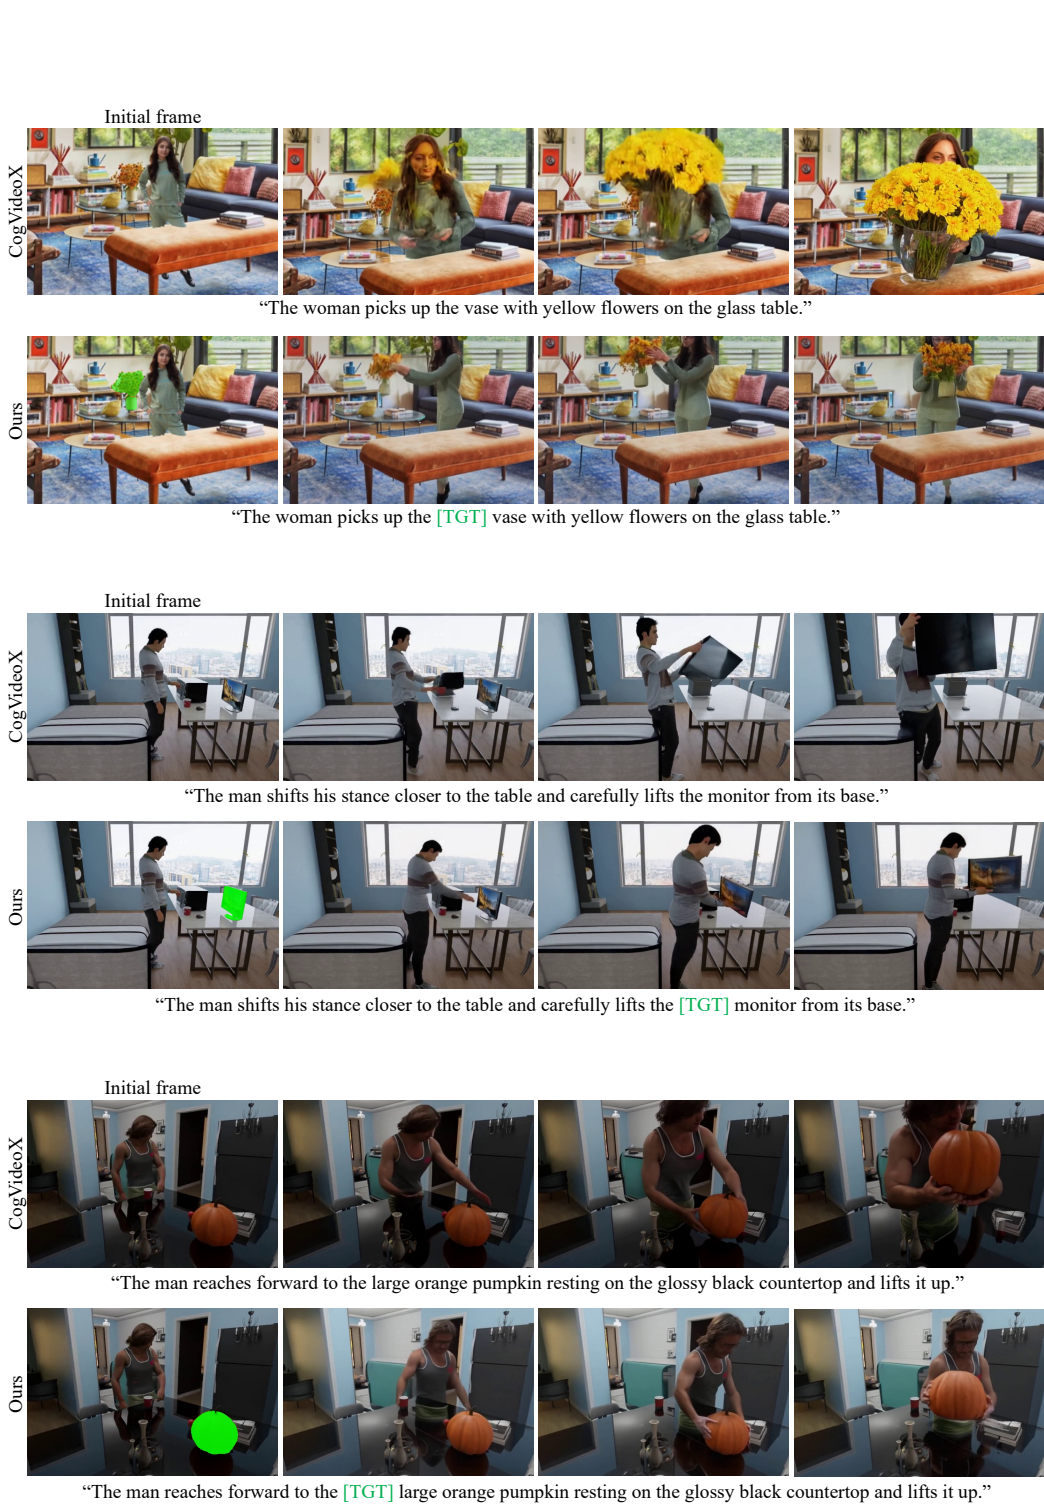 Initial frame
CogVideoX
“The woman picks up the vase with yellow flowers on the glass table.”
Ours
“The woman picks up the [TGT] vase with yellow flowers on the glass table.”
Initial frame
CogVideoX
“The man shifts his stance closer to the table and carefully lifts the monitor from its base.”
Ours
“The man shifts his stance closer to the table and carefully lifts the [TGT] monitor from its base.”
Initial frame
CogVideoX
“The man reaches forward to the large orange pumpkin resting on the glossy black countertop and lifts it up.”
Ours
“The man reaches forward to the [TGT] large orange pumpkin resting on the glossy black countertop and lifts it up.”